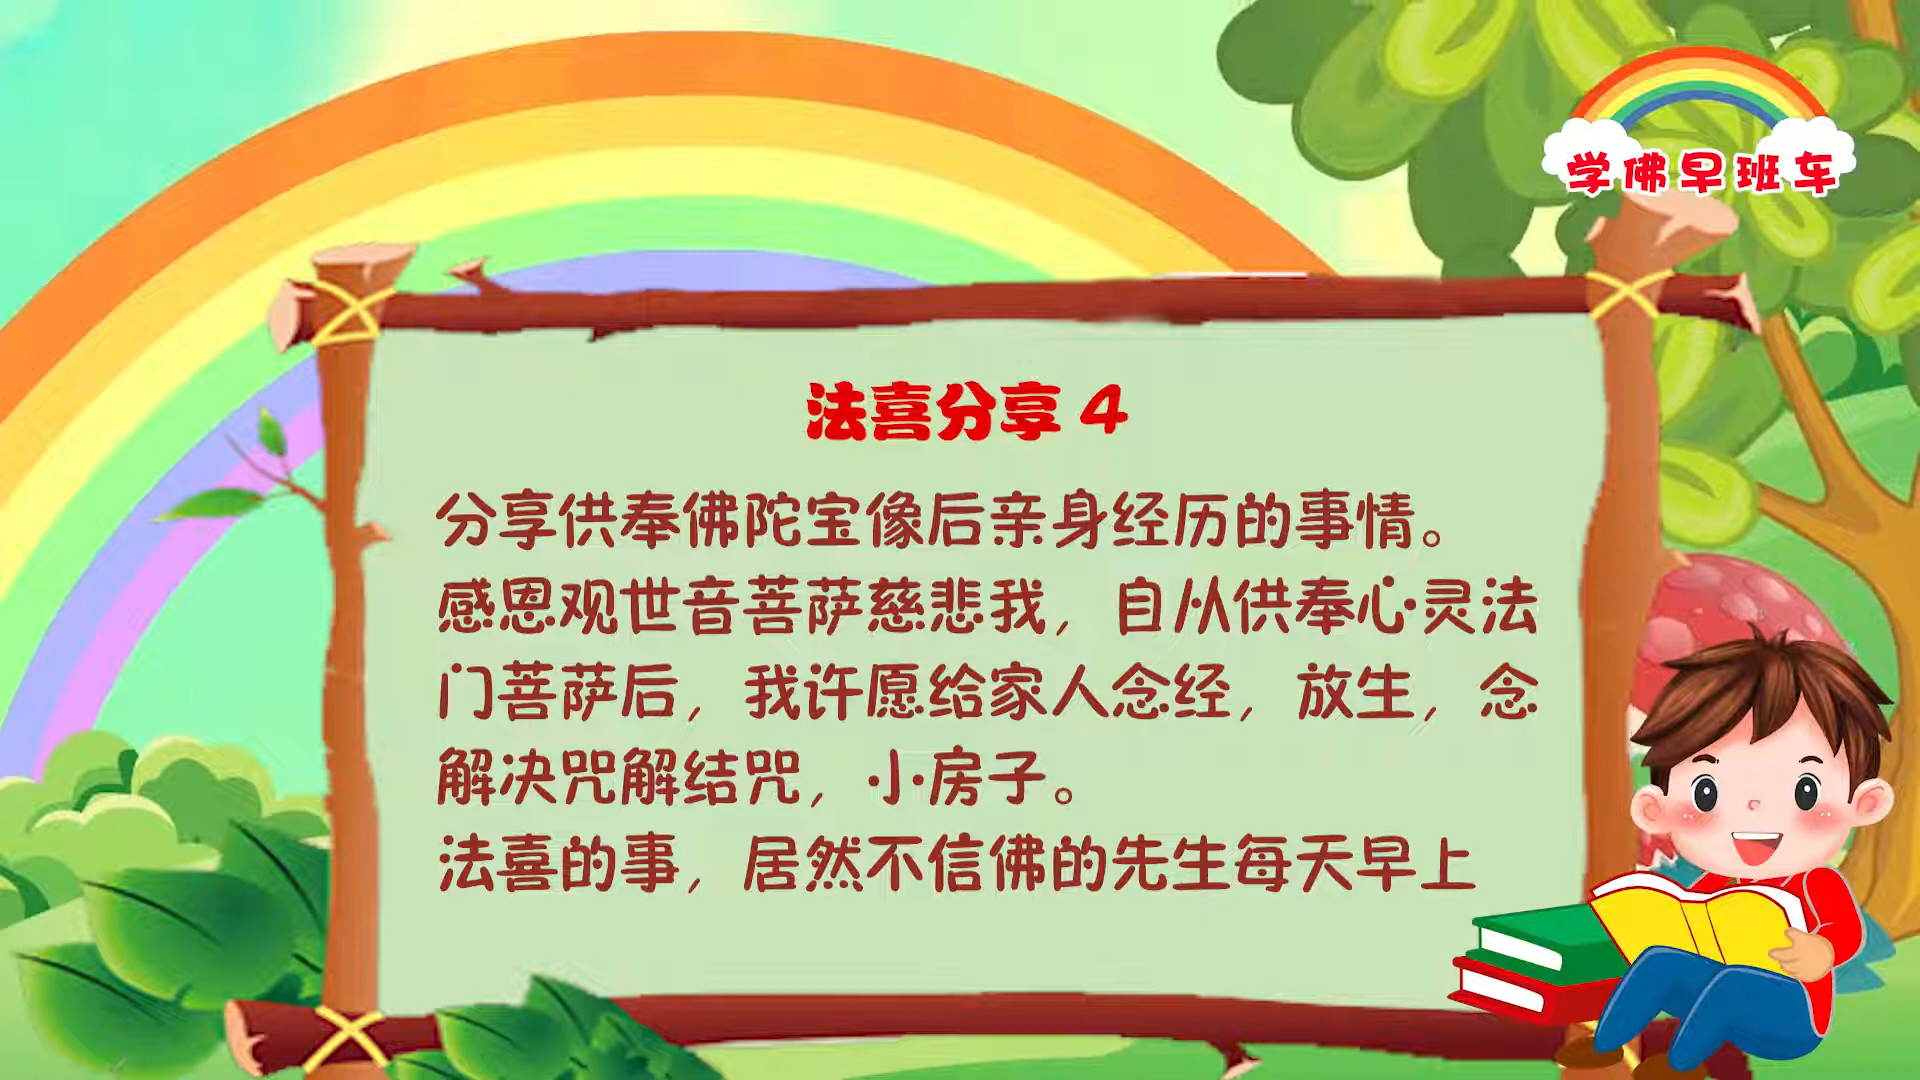 学佛早班车
法喜分享4
分享供奉佛陀宝像后亲身经历的事情。
感恩观世音菩萨慈悲我，自从供奉心灵法
门菩萨后，我许愿给家人念经，放生，念
解决咒解结咒，小房子。
法喜的事，居然不信佛的先生每天早上